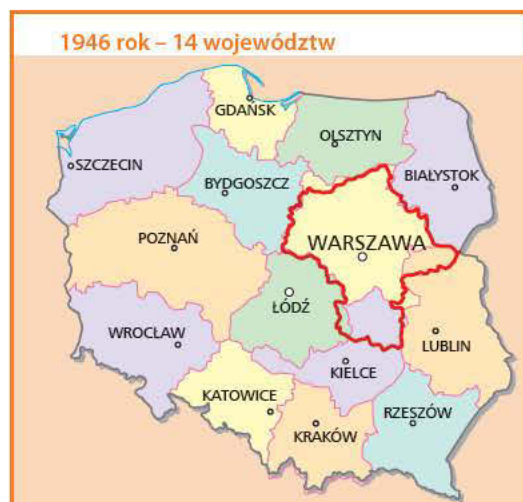 1946 rok – 14 województw
GDAŃSK
OLSZTYN
SZCZECIN
BIAŁYSTOK
BYDGOSZCZ
WARSZAWA
POZNAŃ
ŁÓDŹ
WROCŁAW
LUBLIN
KIELCE
KATOWICE
RZESZÓW
KRAKÓW